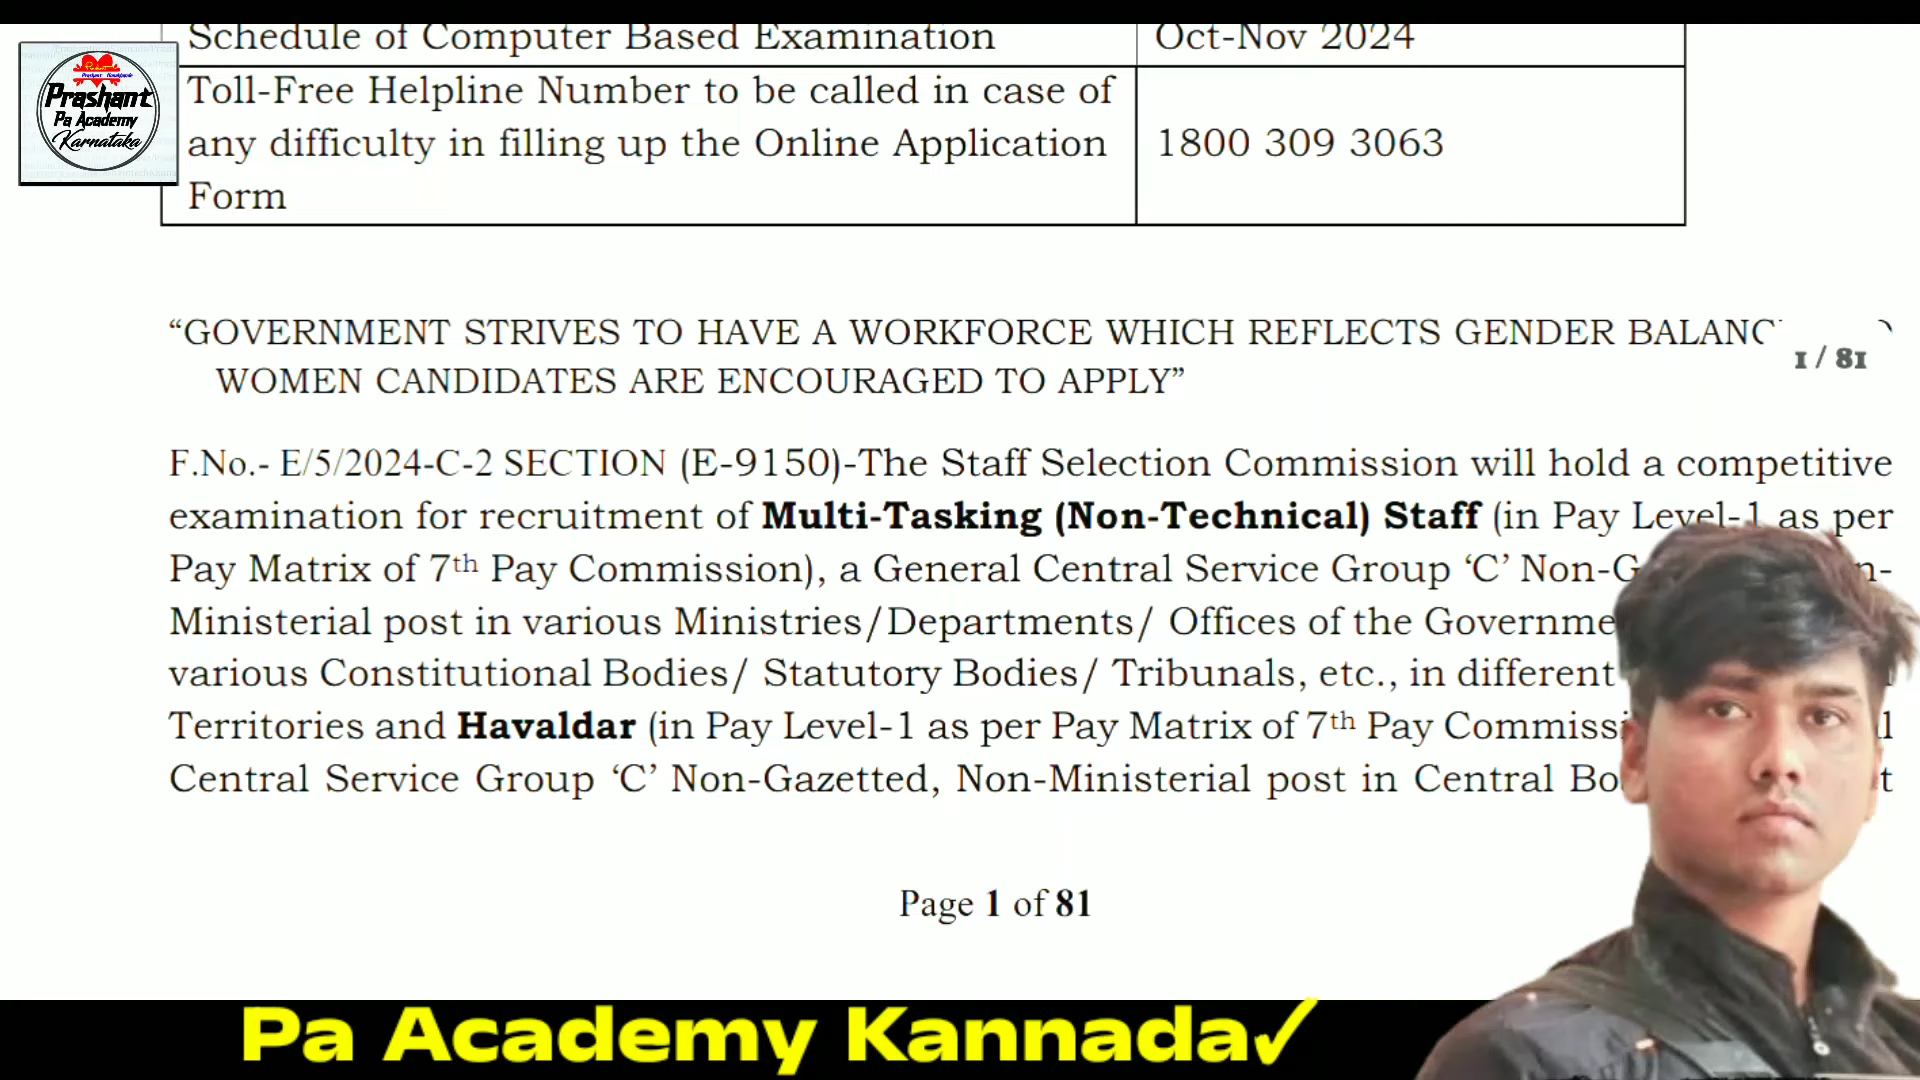 Schedule of Computer Based Examination
Oct-Nov 2024
Prashant
Pa Academy
Karnataka
Toll-Free Helpline Number to be called in case of
any difficulty in filling up the Online Application
Form
1800 309 3063
“GOVERNMENT STRIVES TO HAVE A WORKFORCE WHICH REFLECTS GENDER
1 / 81
WOMEN CANDIDATES ARE ENCOURAGED TO APPLY”
F.No.- E/5/2024-C-2 SECTION (E-9150)-The Staff Selection Commission will hold a competitive
examination for recruitment of Multi-Tasking (Non-Technical) Staff (in Pay Level-1 as per
Pay Matrix of 7th Pay Commission), a General Central Service Group ‘C’
Ministerial post in various Ministries/Departments/ Offices of the
various Constitutional Bodies/ Statutory Bodies/ Tribunals, etc., in different
Territories and Havaldar (in Pay Level-1 as per Pay Matrix of 7th Pay
Central Service Group ‘C’ Non-Gazetted, Non-Ministerial post in Central
Page 1 of 81
Pa Academy Kannada✓